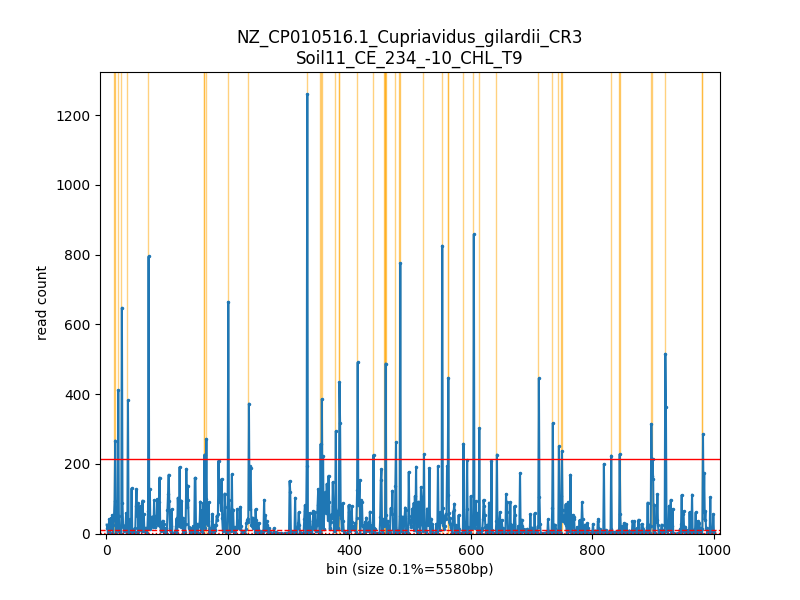 NZ_CP010516.1_Cupriavidus_gilardii_CR3
Soil11_CE_234_-10_CHL_T9
1200
1000
800
600
400
200
0
read count
0 200 400 600 800 1000
bin (size 0.1%=5580bp)